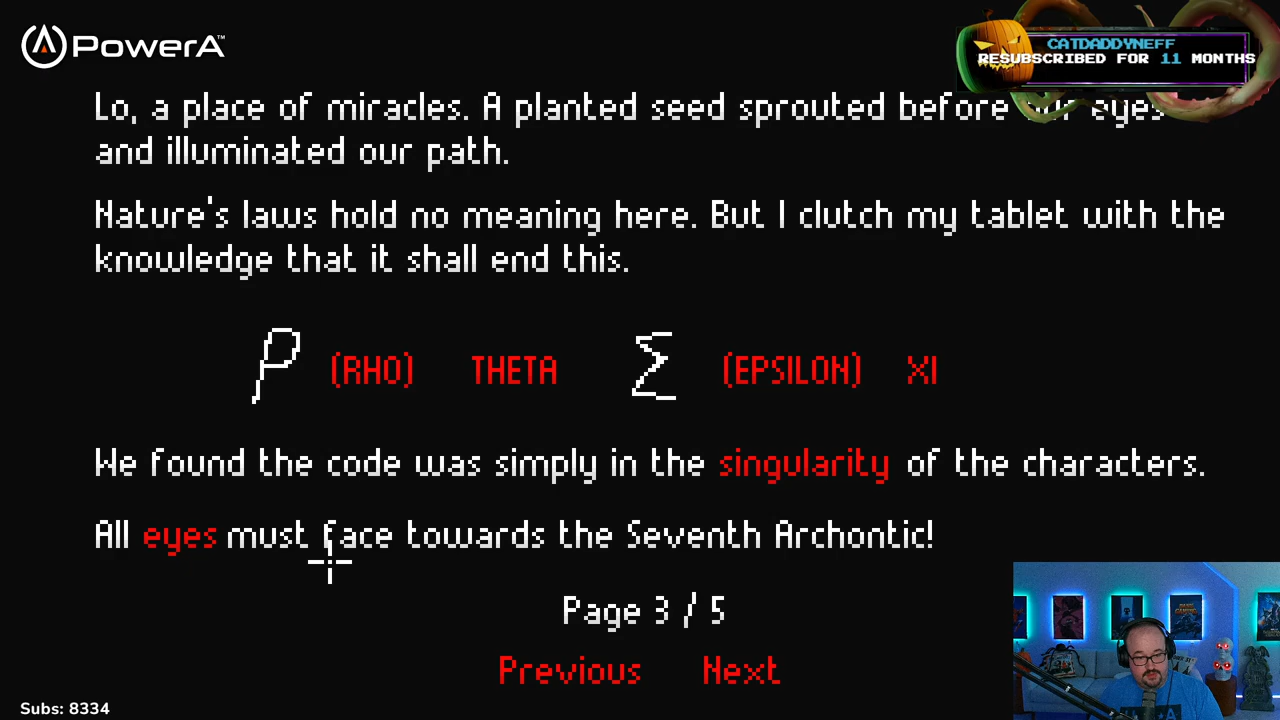 PowerA™
CATDADDYNEFF
RESUBSCRIBED FOR 11 MONTHS
Lo, a place of miracles. A planted seed sprouted before our eyes
and illuminated our path.
Nature's laws hold no meaning here. But I clutch my tablet with the
knowledge that it shall end this.
ρ (RHO) THETA Σ (EPSILON) XI
We found the code was simply in the singularity of the characters.
All eyes must face towards the Seventh Archontic!
Page 3 / 5
Previous Next
Subs: 8334